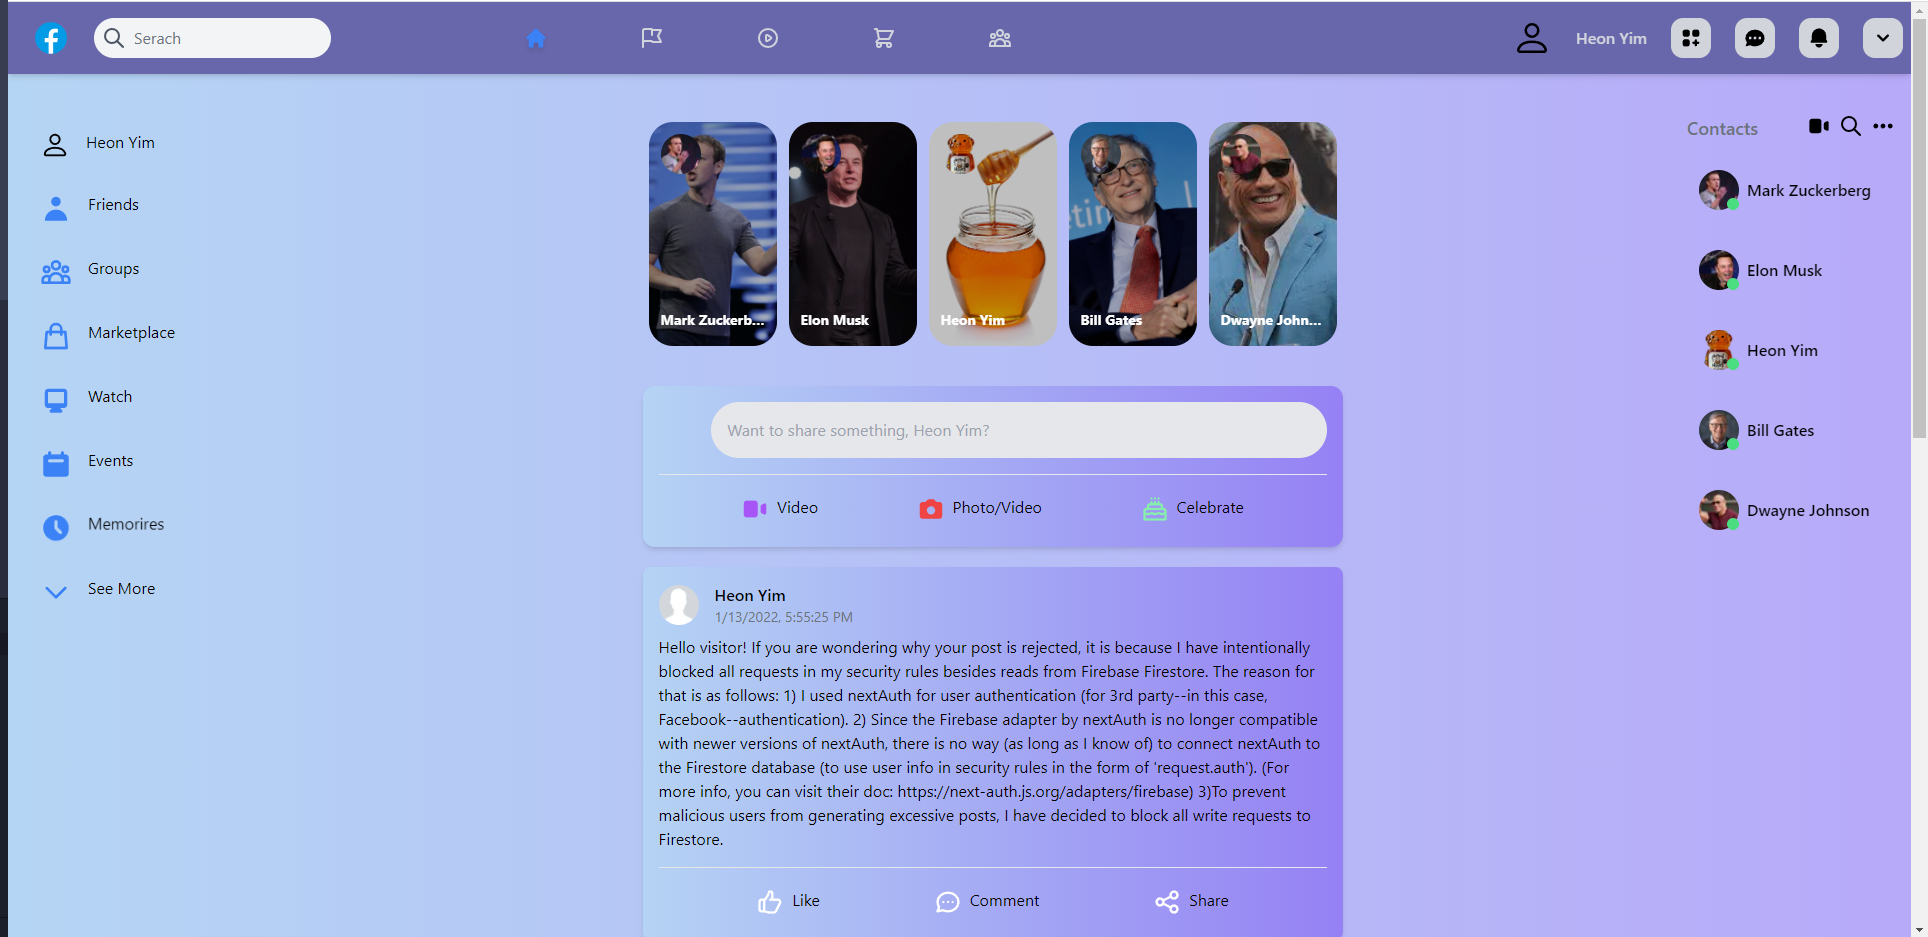 Serach
Heon Yim
Heon Yim
Friends
Groups
Marketplace
Watch
Events
Memorires
See More
Mark Zuckerb...
Elon Musk
Heon Yim
Bill Gates
Dwayne John...
Want to share something, Heon Yim?
Video
Photo/Video
Celebrate
Heon Yim
1/13/2022, 5:55:25 PM
Hello visitor! If you are wondering why your post is rejected, it is because I have intentionally
blocked all requests in my security rules besides reads from Firebase Firestore. The reason for
that is as follows: 1) I used nextAuth for user authentication (for 3rd party--in this case,
Facebook--authentication). 2) Since the Firebase adapter by nextAuth is no longer compatible
with newer versions of nextAuth, there is no way (as long as I know of) to connect nextAuth to
the Firestore database (to use user info in security rules in the form of 'request.auth'). (For
more info, you can visit their doc: https://next-auth.js.org/adapters/firebase) 3)To prevent
malicious users from generating excessive posts, I have decided to block all write requests to
Firestore.
Like
Comment
Share
Contacts
Mark Zuckerberg
Elon Musk
Heon Yim
Bill Gates
Dwayne Johnson